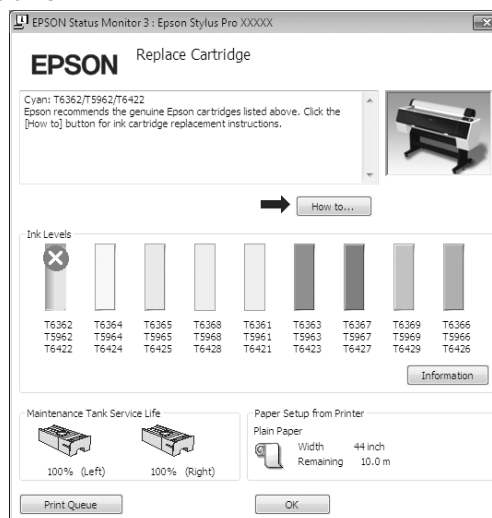 EPSON Status Monitor 3 : Epson Stylus Pro XXXXX
EPSON
Replace Cartridge
Cyan: T6362/T5962/T6422
Epson recommends the genuine Epson cartridges listed above. Click the
[How to] button for ink cartridge replacement instructions.
How to...
Ink Levels
T6362 T6364 T6365 T6368 T6361 T6363 T6367 T6369 T6366
T5962 T5964 T5965 T5968 T5961 T5963 T5967 T5969 T5966
T6422 T6424 T6425 T6428 T6421 T6423 T6427 T6429 T6426
Information
Maintenance Tank Service Life
100% (Left) 100% (Right)
Paper Setup from Printer
Plain Paper
Width 44 inch
Remaining 10.0 m
Print Queue
OK